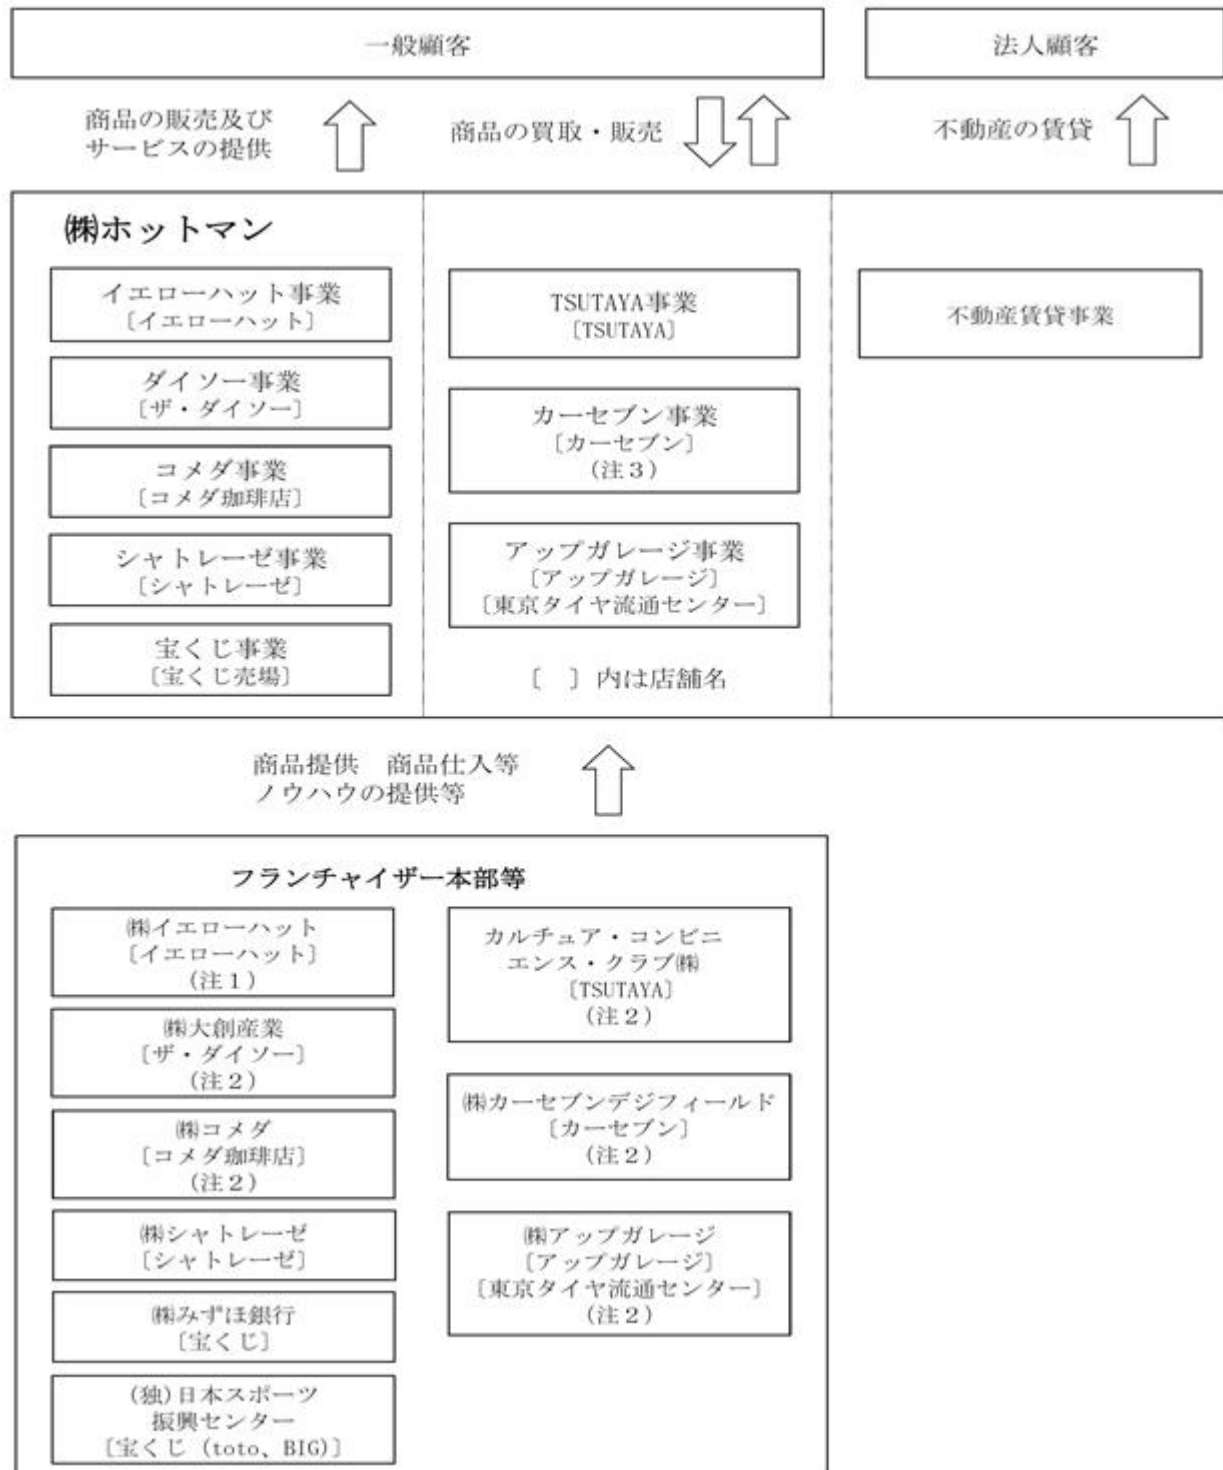 一般顧客
法人顧客
商品の販売及び
サービスの提供
商品の買取・販売
不動産の賃貸
㈱ホットマン
イエローハット事業
〔イエローハット〕
ダイソー事業
〔ザ・ダイソー〕
コメダ事業
〔コメダ珈琲店〕
シャトレーゼ事業
〔シャトレーゼ〕
宝くじ事業
〔宝くじ売場〕
TSUTAYA事業
〔TSUTAYA〕
カーセブン事業
〔カーセブン〕
(注３)
アップガレージ事業
〔アップガレージ〕
〔東京タイヤ流通センター〕
〔　〕内は店舗名
不動産賃貸事業
商品提供　商品仕入等
ノウハウの提供等
フランチャイザー本部等
㈱イエローハット
〔イエローハット〕
(注１)
㈱大創産業
〔ザ・ダイソー〕
(注２)
㈱コメダ
〔コメダ珈琲店〕
(注２)
㈱シャトレーゼ
〔シャトレーゼ〕
㈱みずほ銀行
〔宝くじ〕
(独)日本スポーツ
振興センター
〔宝くじ（toto、BIG)〕
カルチュア・コンビニ
エンス・クラブ㈱
〔TSUTAYA〕
(注２)
㈱カーセブンデジフィールド
〔カーセブン〕
(注２)
㈱アップガレージ
〔アップガレージ〕
〔東京タイヤ流通センター〕
(注２)